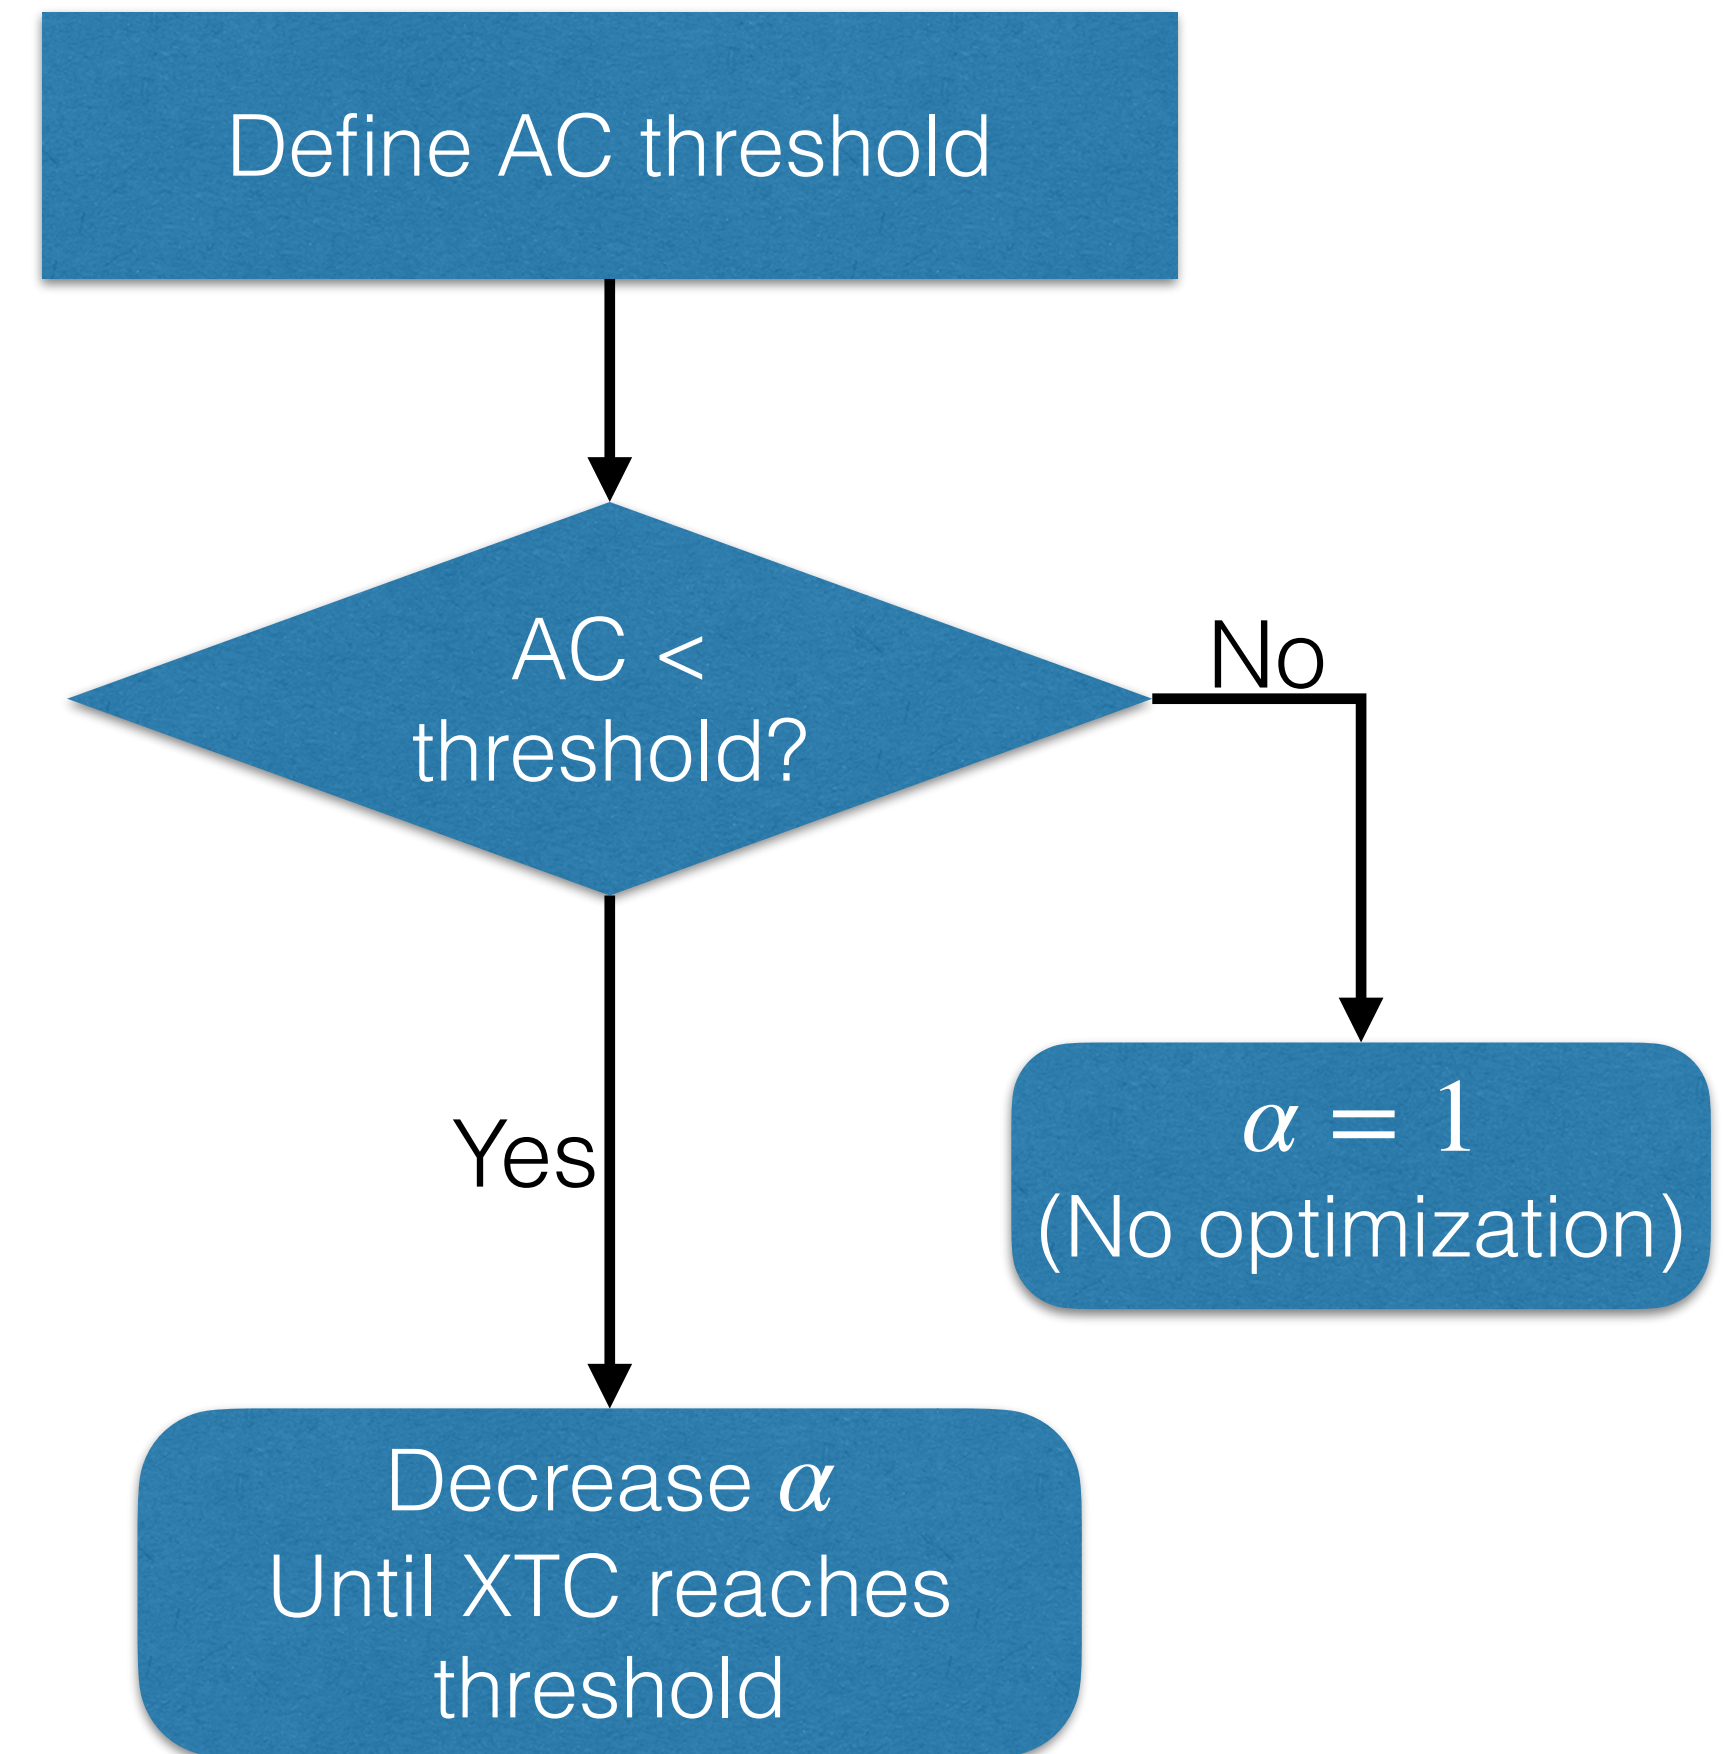 Define AC threshold
AC <
threshold?
No
α = 1
(No optimization)
Yes
Decrease α
Until XTC reaches
threshold